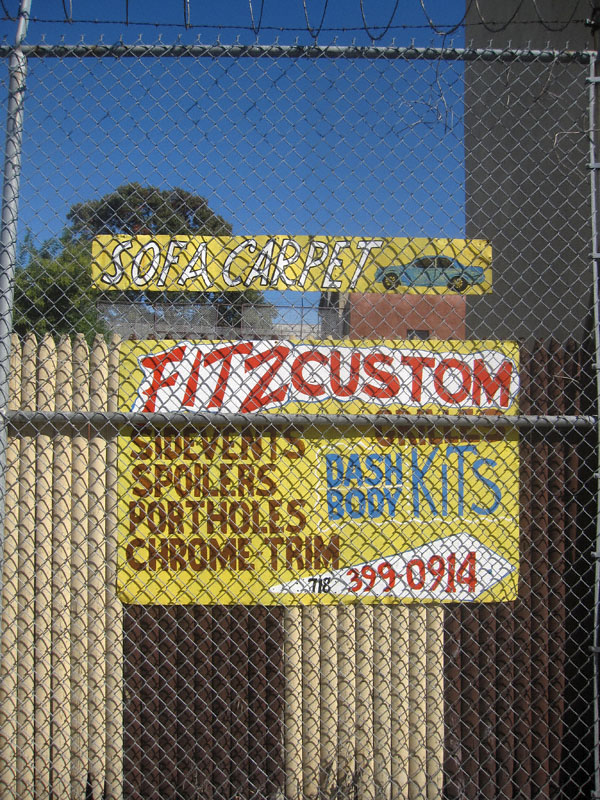 SOFA CARPET
FITZ CUSTOM
SIDEVENTS
SPOILERS
PORTHOLES
CHROME TRIM
DASH
BODY
KiTS
718 399-0914